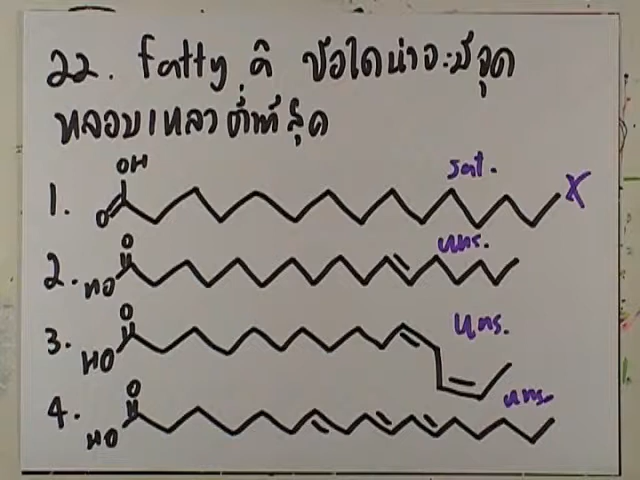 22. fatty คิ ข้อใดน่าจะมีจุด
หลอมเหลวต่ำที่สุด
1. OH O sat. X
2. HO O uns.
3. HO O uns.
4. HO O uns.